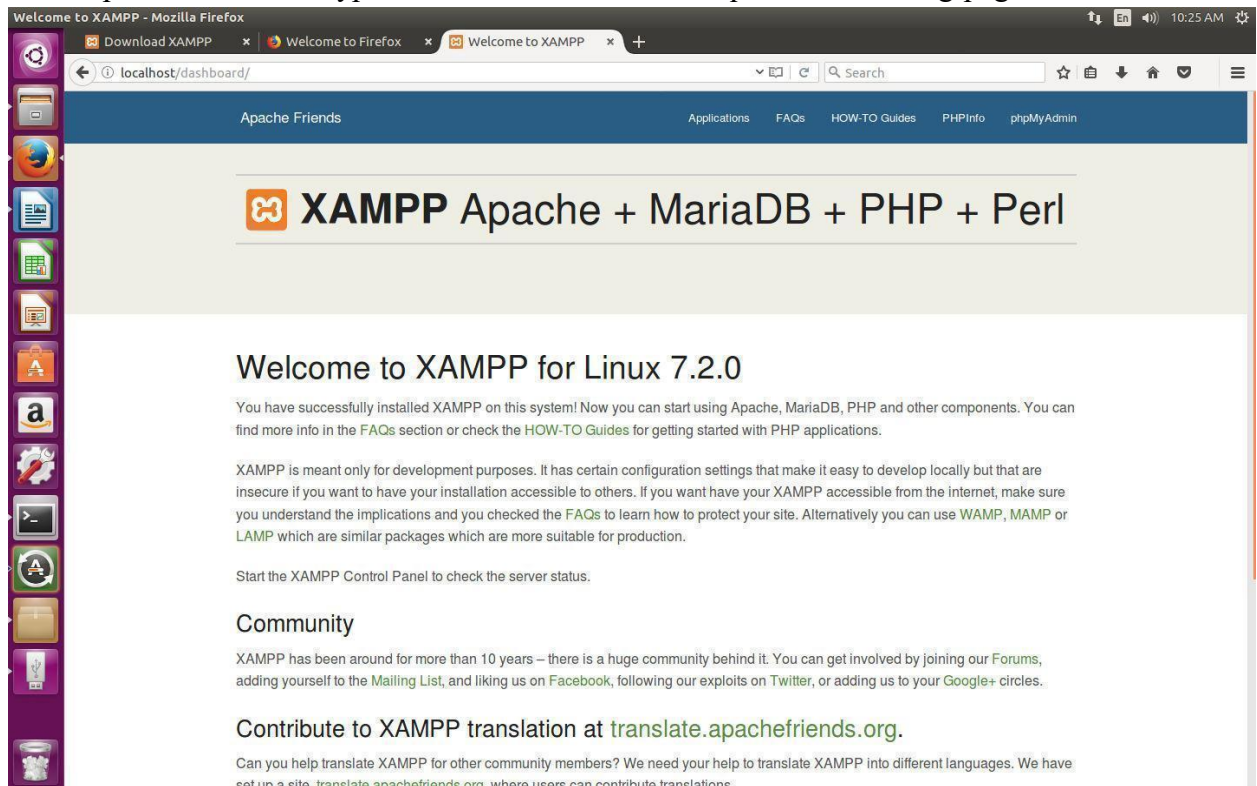 Welcome to XAMPP - Mozilla Firefox
En
10:25 AM
Download XAMPP
Welcome to Firefox
Welcome to XAMPP
localhost/dashboard/
Search
Apache Friends
Applications
FAQs
HOW-TO Guides
PHPInfo
phpMyAdmin
XAMPP Apache + MariaDB + PHP + Perl
Welcome to XAMPP for Linux 7.2.0
You have successfully installed XAMPP on this system! Now you can start using Apache, MariaDB, PHP and other components. You can
find more info in the FAQs section or check the HOW-TO Guides for getting started with PHP applications.
XAMPP is meant only for development purposes. It has certain configuration settings that make it easy to develop locally but that are
insecure if you want to have your installation accessible to others. If you want have your XAMPP accessible from the internet, make sure
you understand the implications and you checked the FAQs to learn how to protect your site. Alternatively you can use WAMP, MAMP or
LAMP which are similar packages which are more suitable for production.
Start the XAMPP Control Panel to check the server status.
Community
XAMPP has been around for more than 10 years – there is a huge community behind it. You can get involved by joining our Forums,
adding yourself to the Mailing List, and liking us on Facebook, following our exploits on Twitter, or adding us to your Google+ circles.
Contribute to XAMPP translation at translate.apachefriends.org.
Can you help translate XAMPP for other community members? We need your help to translate XAMPP into different languages. We have
set up a site, translate.apachefriends.org, where users can contribute translations.